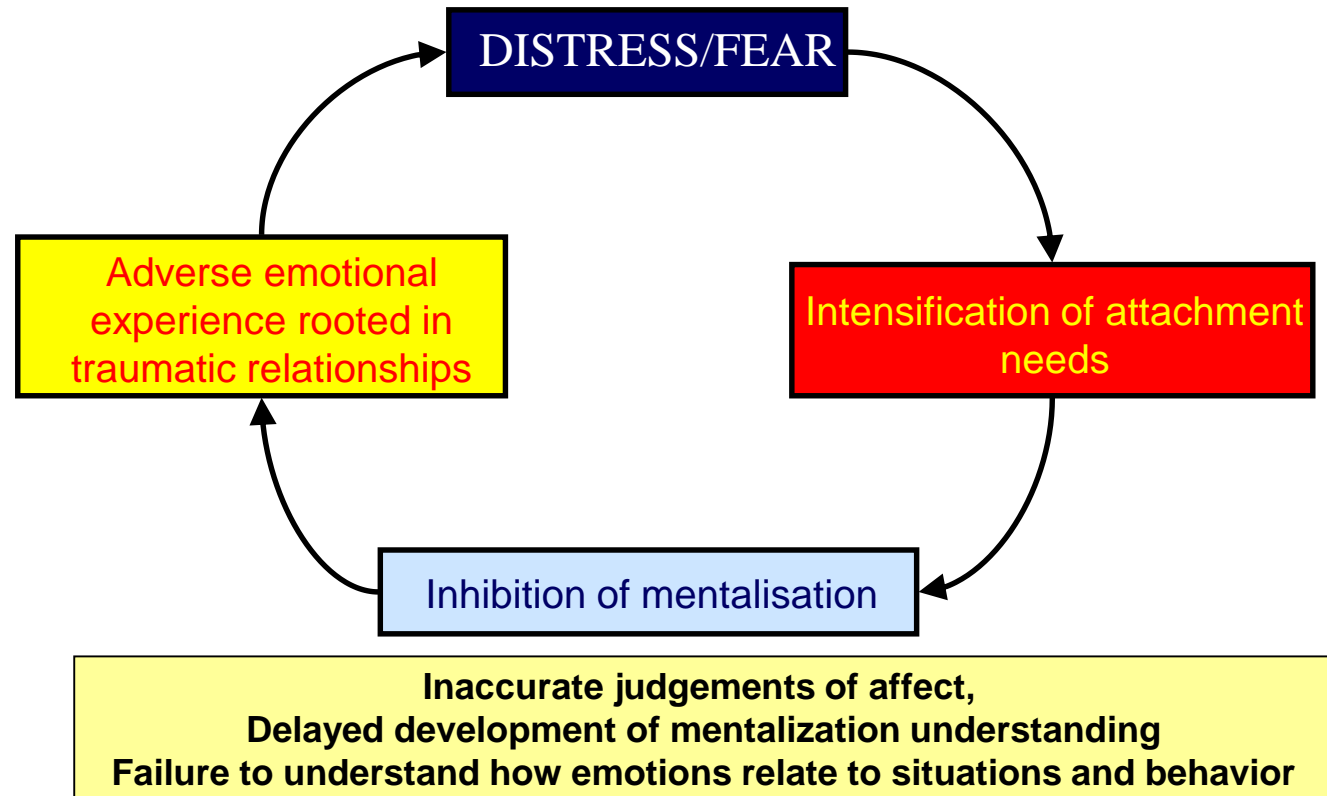 DISTRESS/FEAR
Adverse emotional
experience rooted in
traumatic relationships
Intensification of attachment
needs
Inhibition of mentalisation
Inaccurate judgements of affect,
Delayed development of mentalization understanding
Failure to understand how emotions relate to situations and behavior